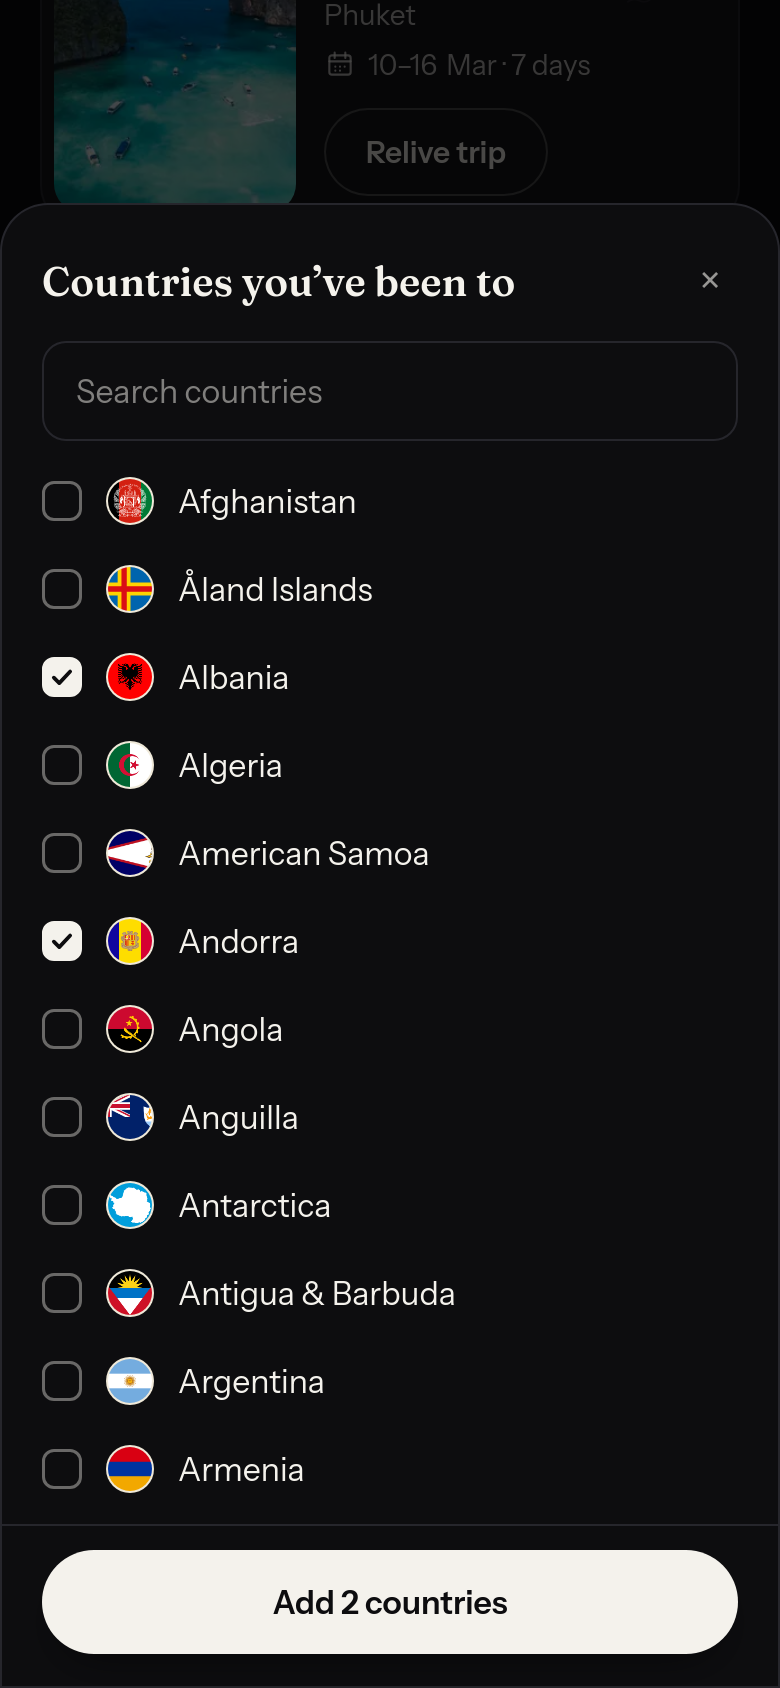 Phuket
10–16 Mar · 7 days
Relive trip
Countries you’ve been to
Search countries
Afghanistan
Åland Islands
Albania
Algeria
American Samoa
Andorra
Angola
Anguilla
Antarctica
Antigua & Barbuda
Argentina
Armenia
Add 2 countries